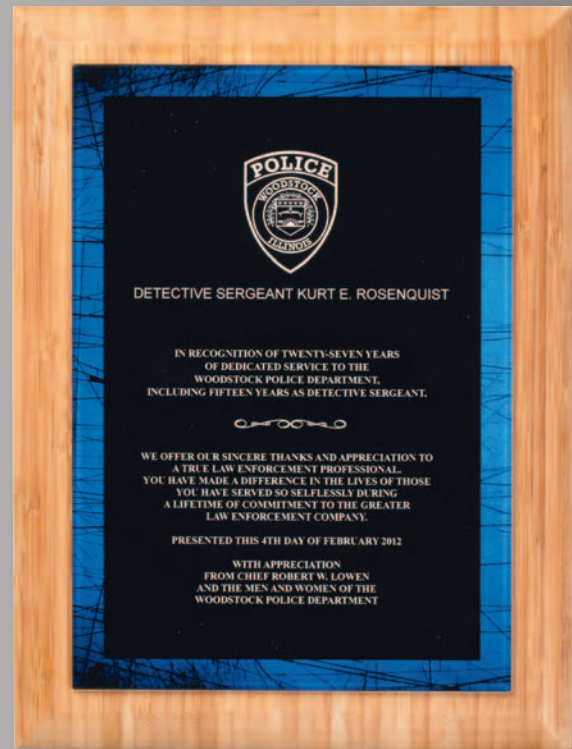 POLICE
WOODSTOCK
ILLINOIS
DETECTIVE SERGEANT KURT E. ROSENQUIST
IN RECOGNITION OF TWENTY-SEVEN YEARS
OF DEDICATED SERVICE TO THE
WOODSTOCK POLICE DEPARTMENT,
INCLUDING FIFTEEN YEARS AS DETECTIVE SERGEANT.
WE OFFER OUR SINCERE THANKS AND APPRECIATION TO
A TRUE LAW ENFORCEMENT PROFESSIONAL.
YOU HAVE MADE A DIFFERENCE IN THE LIVES OF THOSE
YOU HAVE SERVED SO SELFLESSLY DURING
A LIFETIME OF COMMITMENT TO THE GREATER
LAW ENFORCEMENT COMPANY.
PRESENTED THIS 4TH DAY OF FEBRUARY 2012
WITH APPRECIATION
FROM CHIEF ROBERT W. LOWEN
AND THE MEN AND WOMEN OF THE
WOODSTOCK POLICE DEPARTMENT